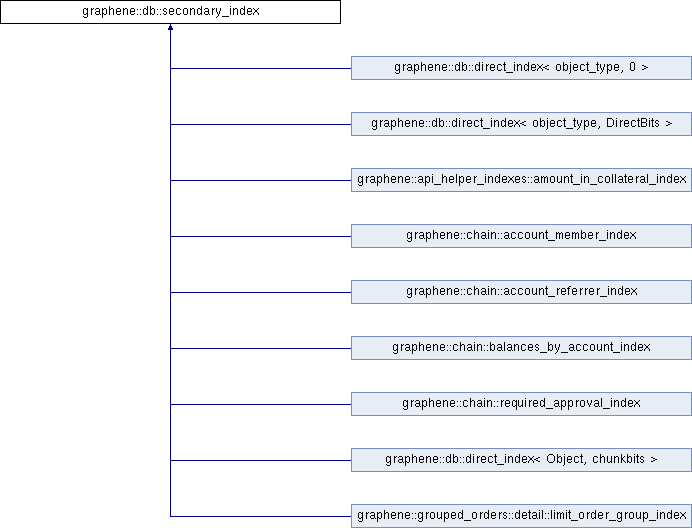 graphene::db::secondary_index
graphene::db::direct_index< object_type, 0 >
graphene::db::direct_index< object_type, DirectBits >
graphene::api_helper_indexes::amount_in_collateral_index
graphene::chain::account_member_index
graphene::chain::account_referrer_index
graphene::chain::balances_by_account_index
graphene::chain::required_approval_index
graphene::db::direct_index< Object, chunkbits >
graphene::grouped_orders::detail::limit_order_group_index